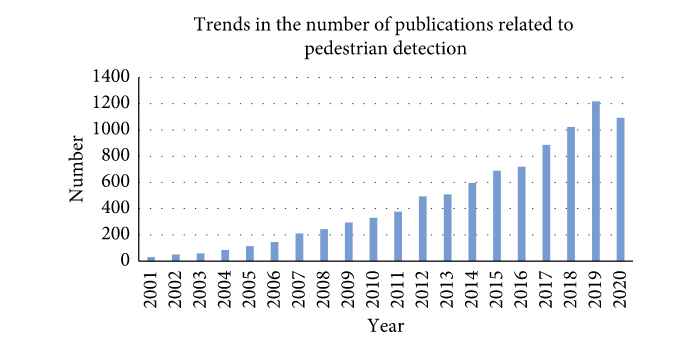 Trends in the number of publications related to
pedestrian detection
1400
1200
1000
800
600
400
200
0
Number
2001 2002 2003 2004 2005 2006 2007 2008 2009 2010 2011 2012 2013 2014 2015 2016 2017 2018 2019 2020
Year